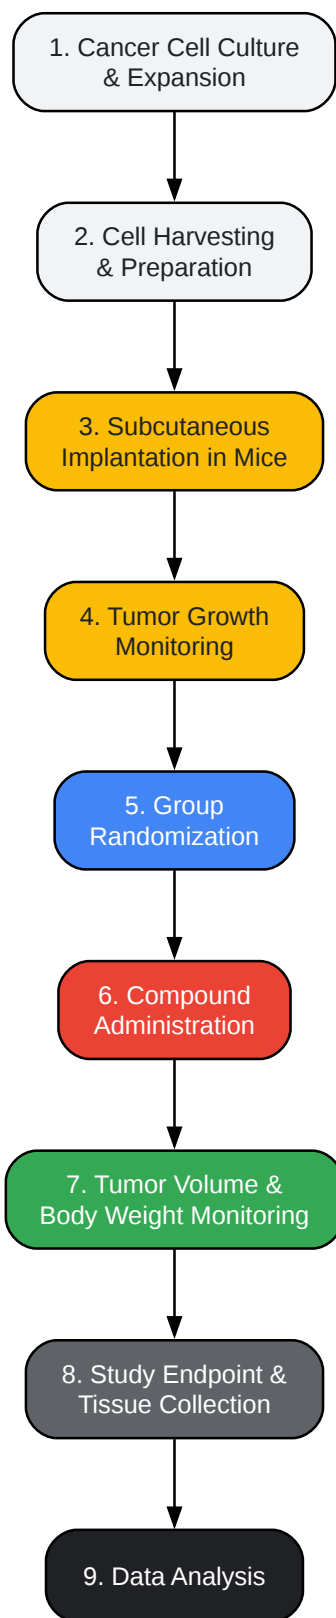 1. Cancer Cell Culture
& Expansion
2. Cell Harvesting
& Preparation
3. Subcutaneous
Implantation in Mice
4. Tumor Growth
Monitoring
5. Group
Randomization
6. Compound
Administration
7. Tumor Volume &
Body Weight Monitoring
8. Study Endpoint &
Tissue Collection
9. Data Analysis